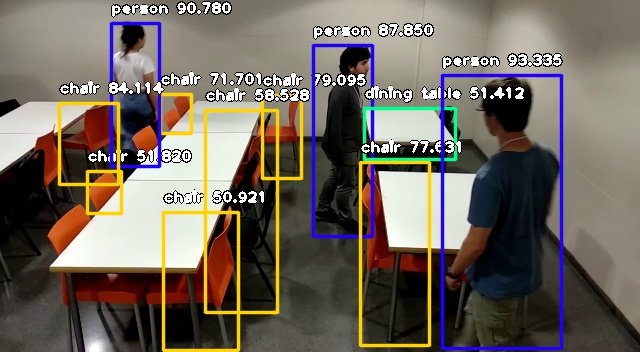 person 90.780
person 87.850
person 93.335
chair 84.114
chair 71.701
chair 79.095
chair 58.528
dining table 51.412
chair 51.820
chair 77.631
chair 50.921